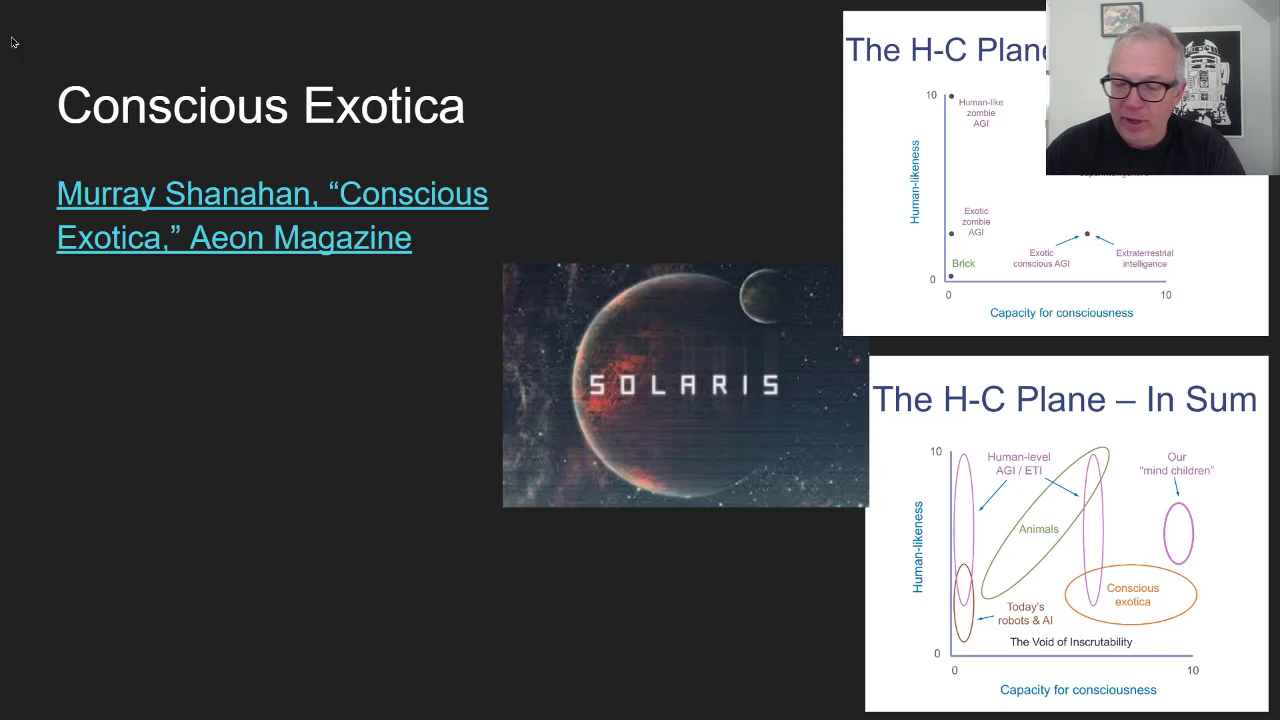 Conscious Exotica
Murray Shanahan, “Conscious
Exotica,” Aeon Magazine
SOLARIS
The H-C Plane
10
Human-like
zombie
AGI
Human-likeness
Exotic
zombie
AGI
Exotic
conscious AGI
Extraterrestrial
intelligence
Brick
0
0
10
Capacity for consciousness
The H-C Plane – In Sum
10
Human-level
AGI / ETI
Our
“mind children”
Human-likeness
Animals
Conscious
exotica
Today’s
robots & AI
The Void of Inscrutability
0
0
10
Capacity for consciousness